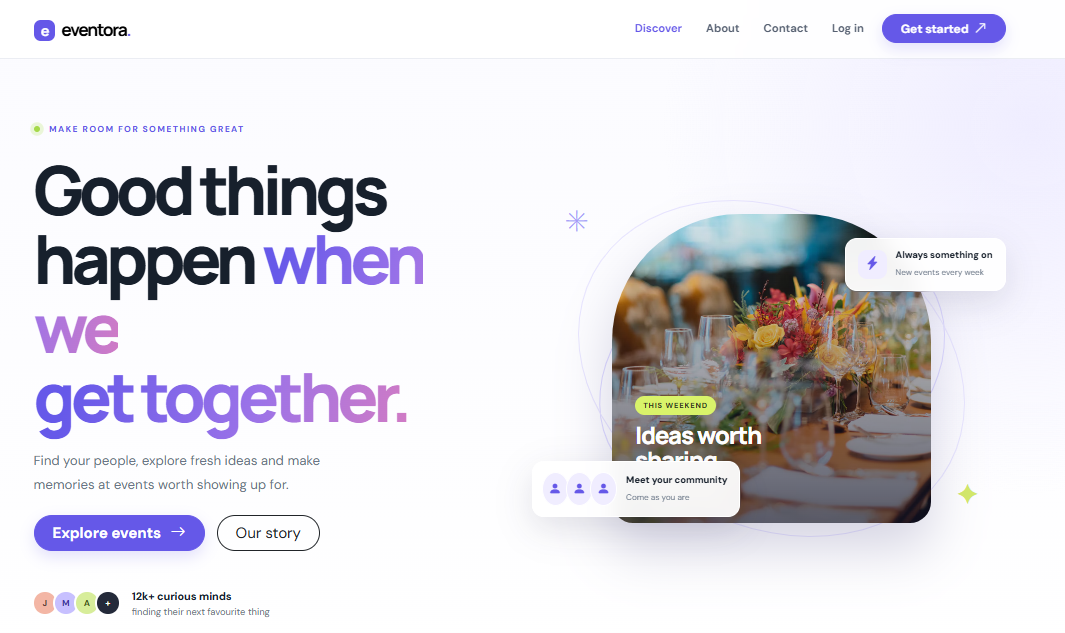 e eventora.
Discover
About
Contact
Log in
Get started
MAKE ROOM FOR SOMETHING GREAT
Good things
happen when
we
get together.
Find your people, explore fresh ideas and make
memories at events worth showing up for.
Explore events
Our story
J M A +
12k+ curious minds
finding their next favourite thing
Always something on
New events every week
THIS WEEKEND
Ideas worth
sharing
Meet your community
Come as you are